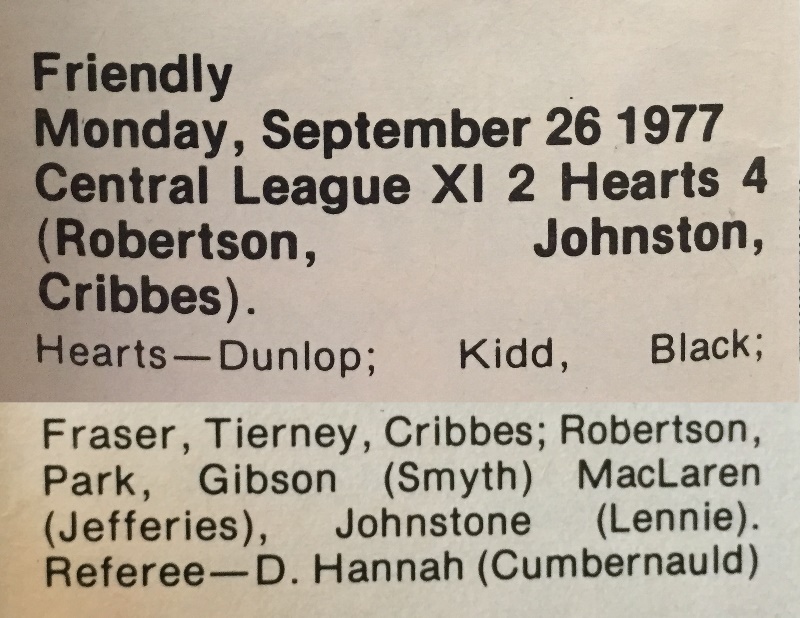 Friendly
Monday, September 26 1977
Central League XI 2 Hearts 4
(Robertson, Johnston,
Cribbes).
Hearts—Dunlop; Kidd, Black;
Fraser, Tierney, Cribbes; Robertson,
Park, Gibson (Smyth) MacLaren
(Jefferies), Johnstone (Lennie).
Referee—D. Hannah (Cumbernauld)